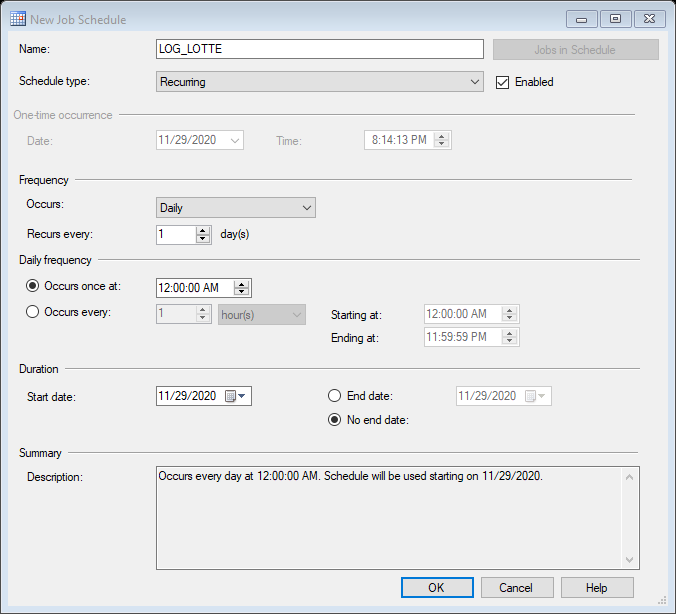 New Job Schedule
Name: LOG_LOTTE Jobs in Schedule
Schedule type: Recurring Enabled
One-time occurrence
Date: 11/29/2020 Time: 8:14:13 PM
Frequency
Occurs: Daily
Recurs every: 1 day(s)
Daily frequency
Occurs once at: 12:00:00 AM
Occurs every: 1 hour(s) Starting at: 12:00:00 AM
Ending at: 11:59:59 PM
Duration
Start date: 11/29/2020 End date: 11/29/2020
No end date:
Summary
Description: Occurs every day at 12:00:00 AM. Schedule will be used starting on 11/29/2020.
OK Cancel Help